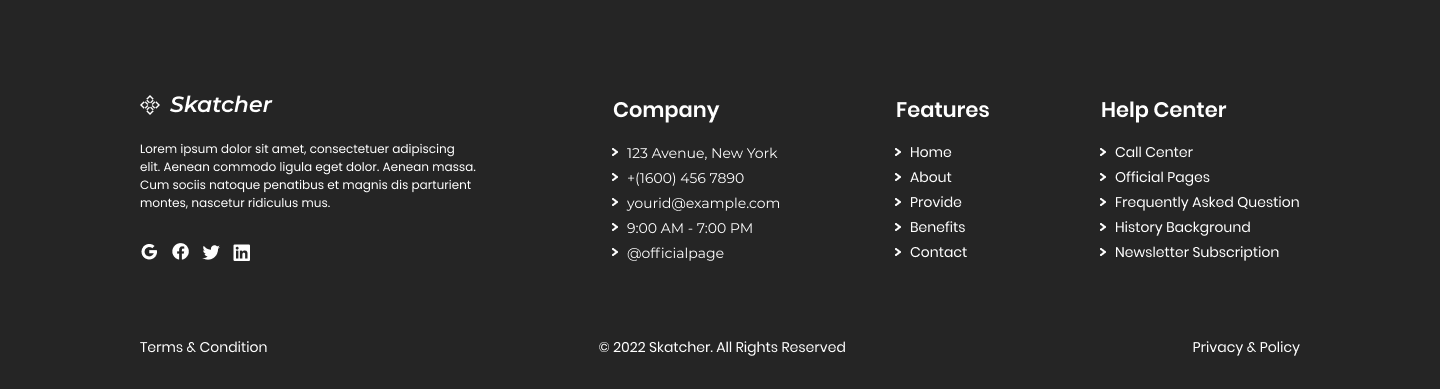 Skatcher
Lorem ipsum dolor sit amet, consectetuer adipiscing
elit. Aenean commodo ligula eget dolor. Aenean massa.
Cum sociis natoque penatibus et magnis dis parturient
montes, nascetur ridiculus mus.
Company
123 Avenue, New York
+(1600) 456 7890
yourid@example.com
9:00 AM - 7:00 PM
@officialpage
Features
Home
About
Provide
Benefits
Contact
Help Center
Call Center
Official Pages
Frequently Asked Question
History Background
Newsletter Subscription
Terms & Condition
© 2022 Skatcher. All Rights Reserved
Privacy & Policy